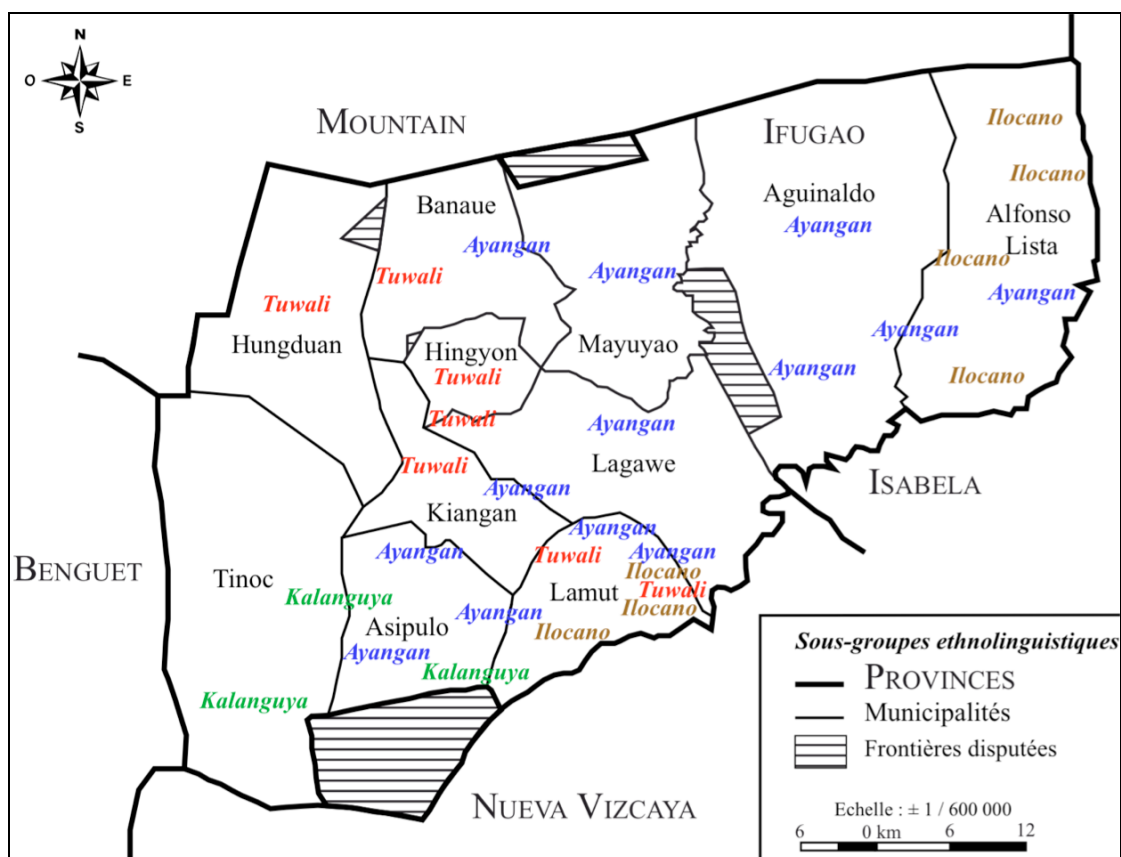 N
O E
S
MOUNTAIN
IFUGAO
Ilocano
Ilocano
Banaue
Aguinaldo
Alfonso
Lista
Ayangan
Ayangan
Ilocano
Ayangan
Tuwali
Ayangan
Tuwali
Hungduan
Ayangan
Hingyon
Mayuyao
Tuwali
Ayangan
Ilocano
Tuwali
Ayangan
Tuwali
Lagawe
ISABELA
Ayangan
Kiangan
Ayangan
Ayangan
Tuwali
Ayangan
Ilocano
BENGUET
Tinoc
Kalanguya
Lamut
Tuwali
Ilocano
Ayangan
Asipulo
Ilocano
Ayangan
Kalanguya
Kalanguya
NUEVA VIZCAYA
Sous-groupes ethnolinguistiques
PROVINCES
Municipalités
Frontières disputées
Echelle : ± 1 / 600 000
6 0 km 6 12